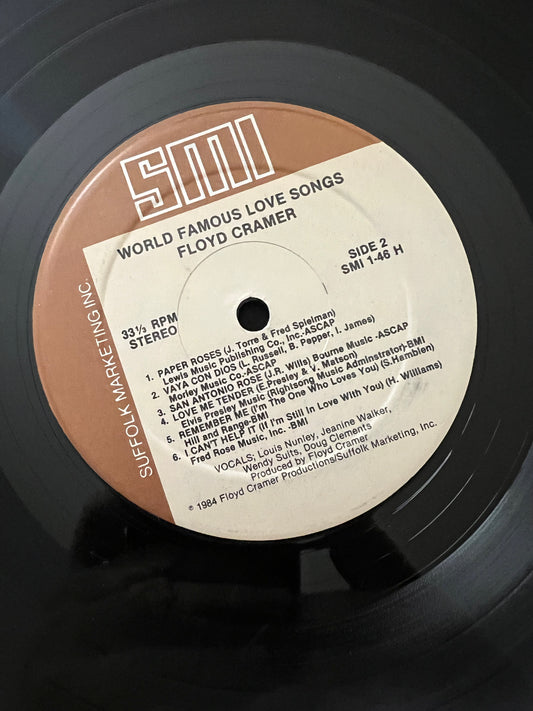 SMI
WORLD FAMOUS LOVE SONGS
FLOYD CRAMER
SUFFOLK MARKETING INC.
33⅓ RPM
STEREO
SIDE 2
SMI 1-46 H
1. PAPER ROSES (J. Torre & Fred Spielman)
Lewis Music Publishing Co., Inc.-ASCAP
2. VAYA CON DIOS (L. Russell, B. Pepper, I. James)
Morley Music Co-ASCAP
3. SAN ANTONIO ROSE (J.R. Wills) Bourne Music -ASCAP
4. LOVE ME TENDER (E. Presley & V. Matson)
Elvis Presley Music (Rightsong Music Adminstrator)-BMI
5. REMEMBER ME (I'm The One Who Loves You) (S.Hamblen)
Hill and Range-BMI
6. I CAN'T HELP IT (If I'm Still In Love With You) (H. Williams)
Fred Rose Music, Inc. -BMI
VOCALS; Louis Nunley, Jeanine Walker,
Wendy Suits, Doug Clements
Produced by Floyd Cramer
℗ 1984 Floyd Cramer Productions/Suffolk Marketing, Inc.